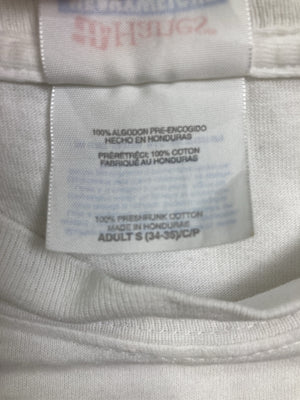 Hanes
100% ALGODON PRE-ENCOGIDO
HECHO EN HONDURAS
PRÉRÉTRÉCI: 100% COTON
FABRIQUÉ AU HONDURAS
100% PRESHRUNK COTTON
MADE IN HONDURAS
ADULT S (34-36)/C/P